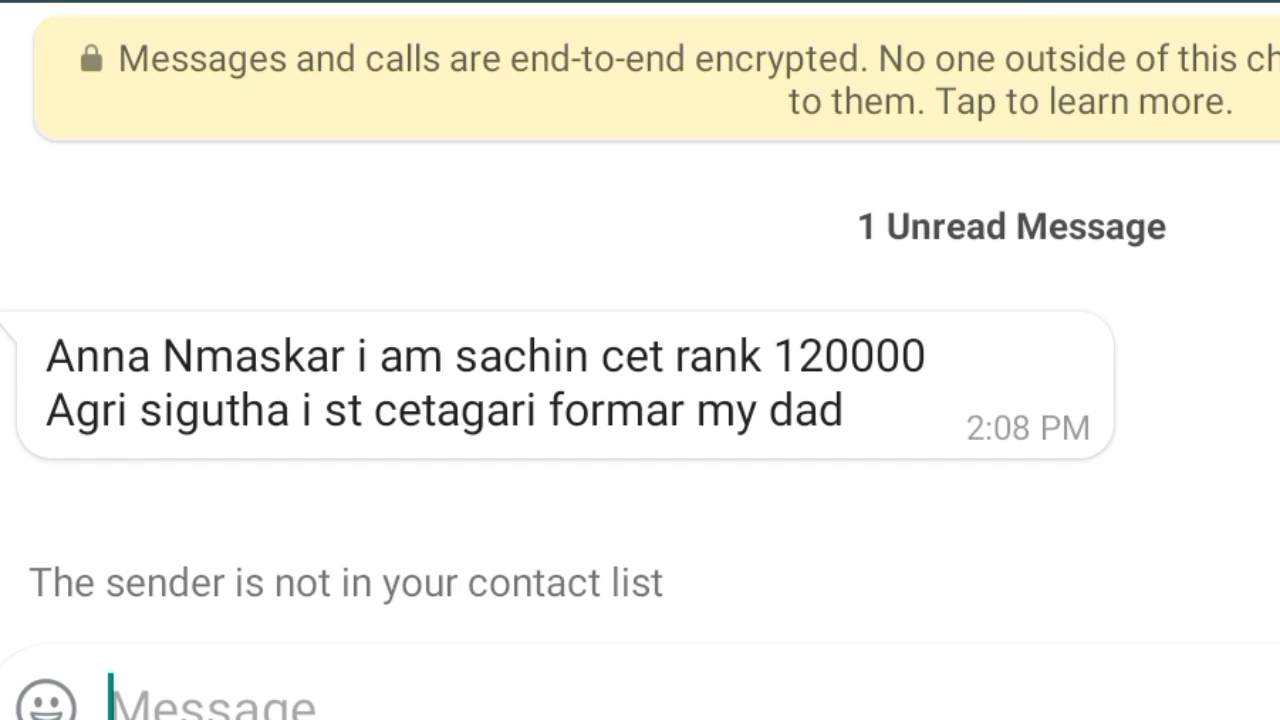 Messages and calls are end-to-end encrypted. No one outside of this ch
to them. Tap to learn more.
1 Unread Message
Anna Nmaskar i am sachin cet rank 120000
Agri sigutha i st cetagari formar my dad
2:08 PM
The sender is not in your contact list
Message